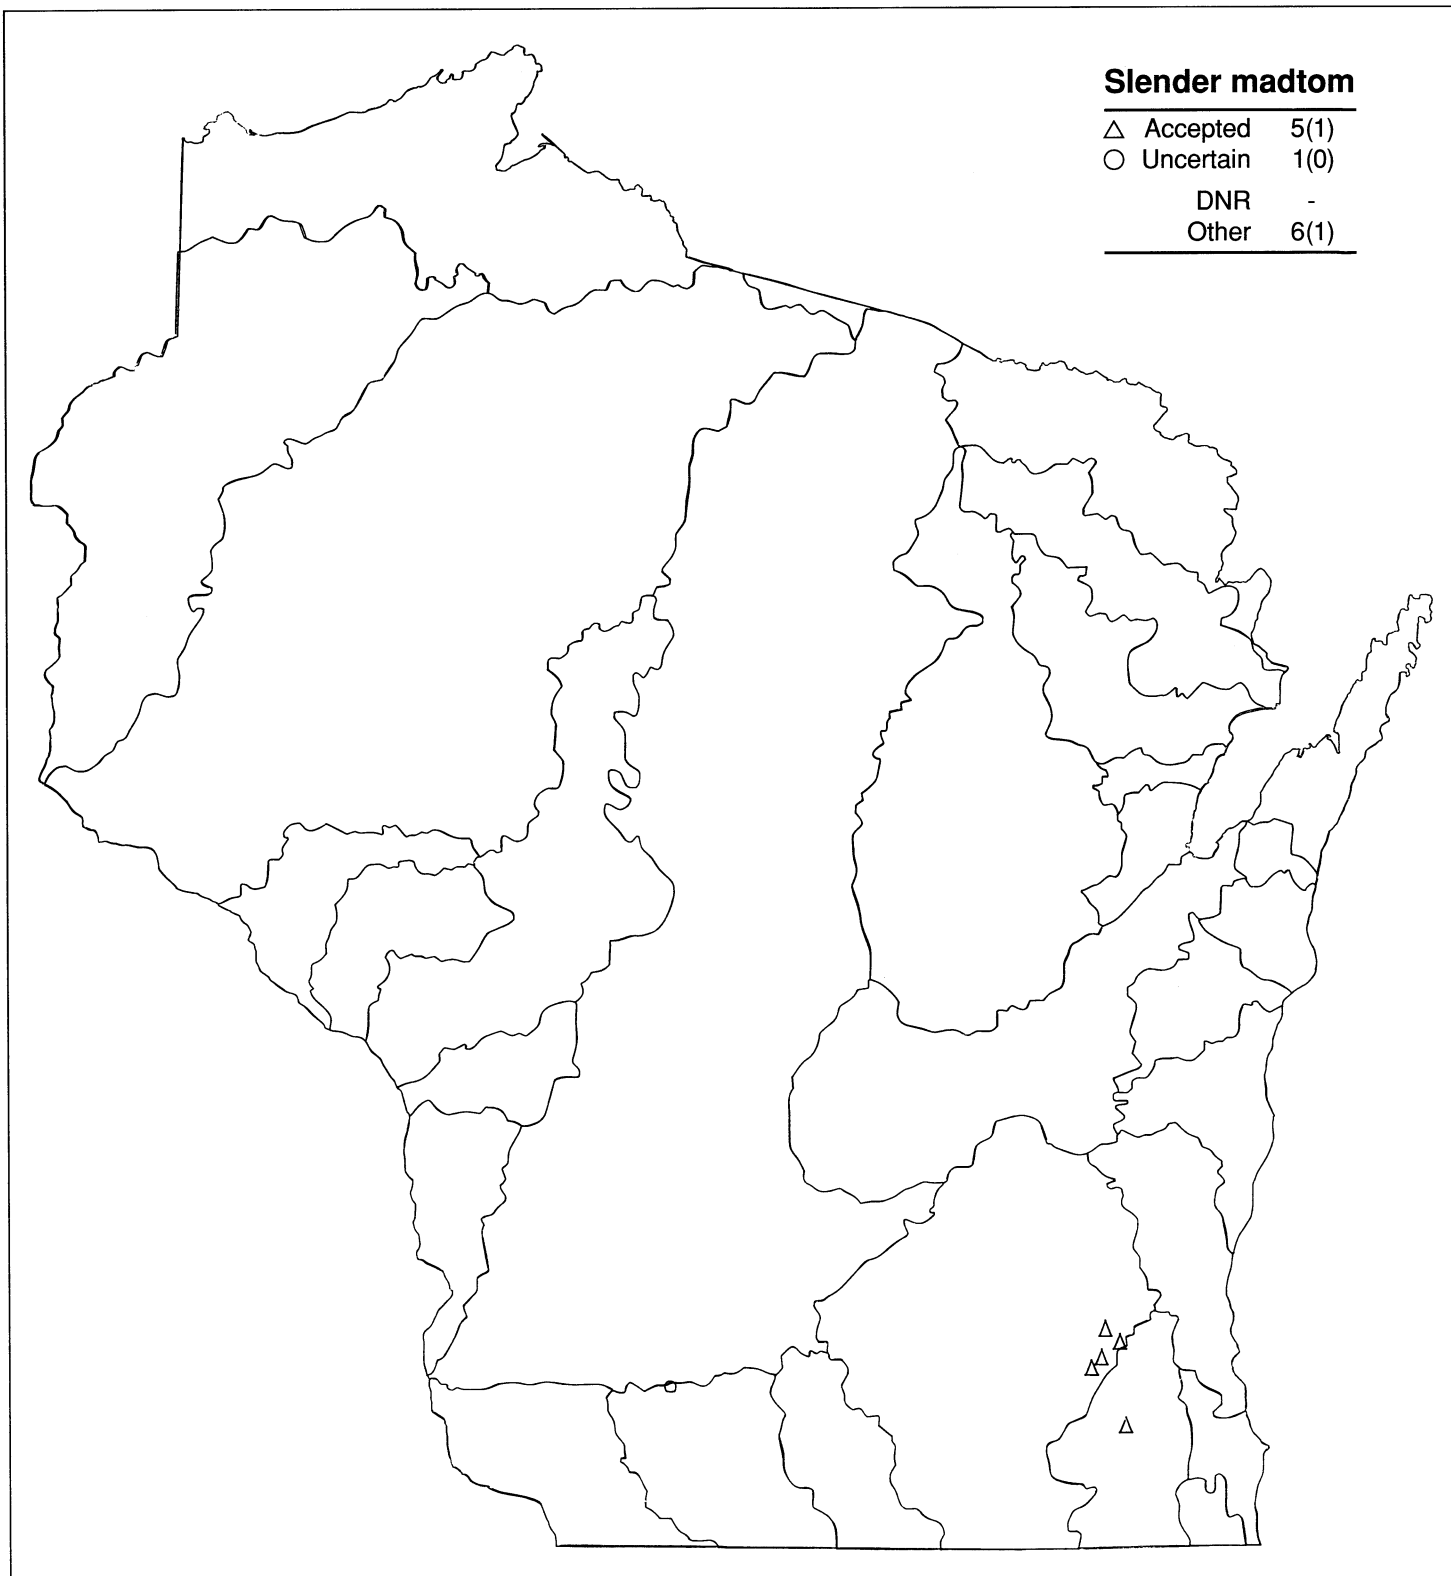 Slender madtom
△ Accepted 5(1)
○ Uncertain 1(0)
DNR -
Other 6(1)